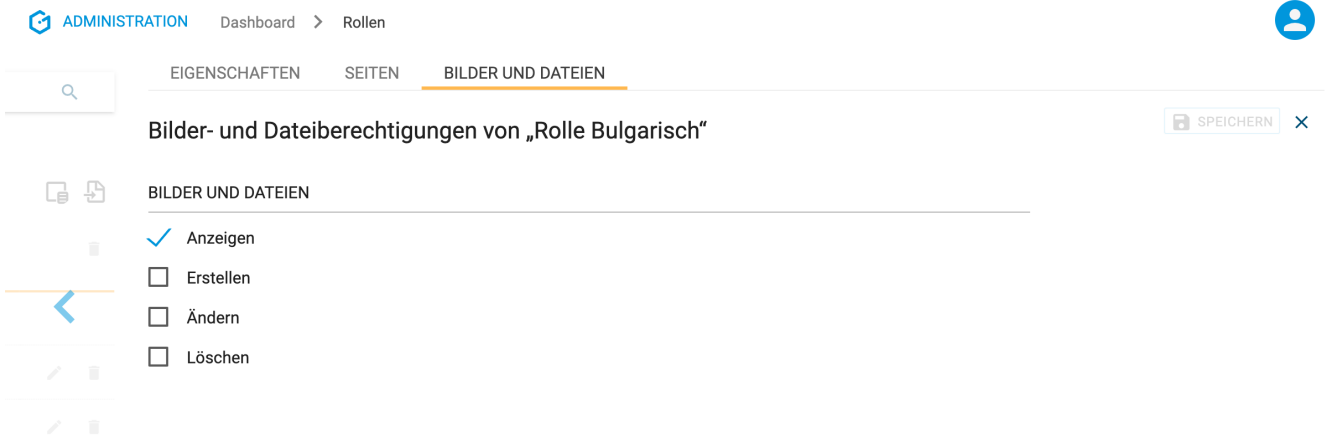 ADMINISTRATION Dashboard Rollen
EIGENSCHAFTEN SEITEN BILDER UND DATEIEN
Bilder- und Dateiberechtigungen von „Rolle Bulgarisch“
SPEICHERN
BILDER UND DATEIEN
Anzeigen
Erstellen
Ändern
Löschen